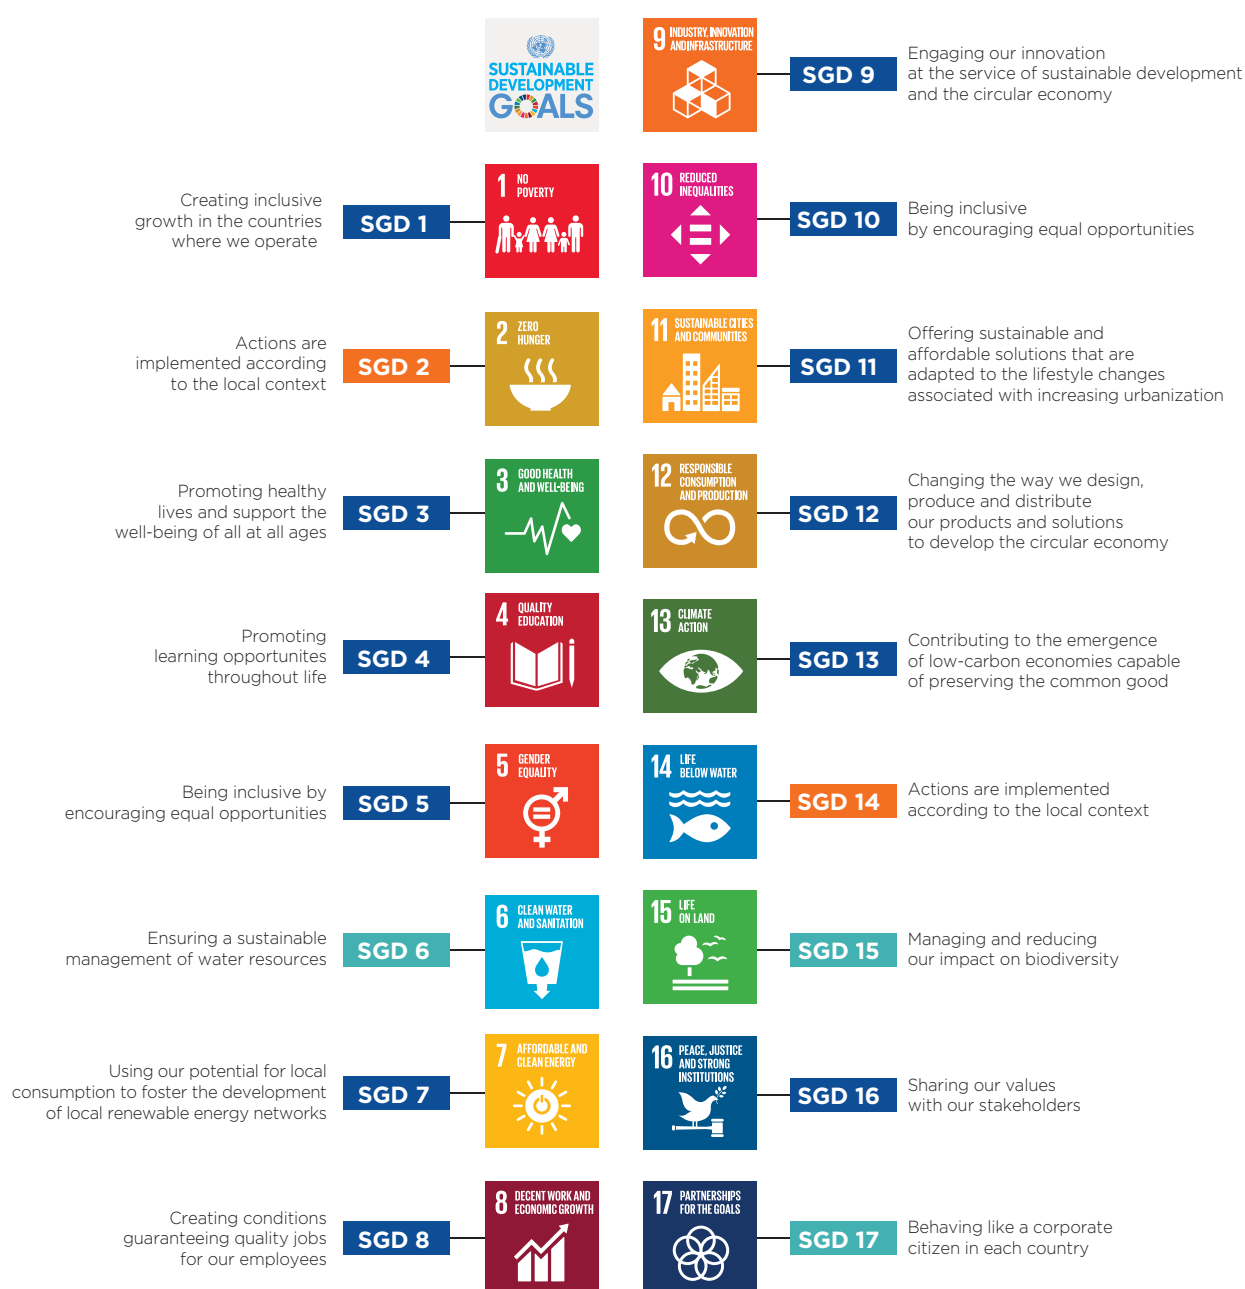 SUSTAINABLE
DEVELOPMENT
GOALS
Creating inclusive
growth in the countries
where we operate
SGD 1
1 NO
POVERTY
Actions are
implemented according
to the local context
SGD 2
2 ZERO
HUNGER
Promoting healthy
lives and support the
well-being of all at all ages
SGD 3
3 GOOD HEALTH
AND WELL-BEING
Promoting
learning opportunites
throughout life
SGD 4
4 QUALITY
EDUCATION
Being inclusive by
encouraging equal opportunities
SGD 5
5 GENDER
EQUALITY
Ensuring a sustainable
management of water resources
SGD 6
6 CLEAN WATER
AND SANITATION
Using our potential for local
consumption to foster the development
of local renewable energy networks
SGD 7
7 AFFORDABLE AND
CLEAN ENERGY
Creating conditions
guaranteeing quality jobs
for our employees
SGD 8
8 DECENT WORK AND
ECONOMIC GROWTH
9 INDUSTRY, INNOVATION
AND INFRASTRUCTURE
SGD 9
Engaging our innovation
at the service of sustainable development
and the circular economy
10 REDUCED
INEQUALITIES
SGD 10
Being inclusive
by encouraging equal opportunities
11 SUSTAINABLE CITIES
AND COMMUNITIES
SGD 11
Offering sustainable and
affordable solutions that are
adapted to the lifestyle changes
associated with increasing urbanization
12 RESPONSIBLE
CONSUMPTION
AND PRODUCTION
SGD 12
Changing the way we design,
produce and distribute
our products and solutions
to develop the circular economy
13 CLIMATE
ACTION
SGD 13
Contributing to the emergence
of low-carbon economies capable
of preserving the common good
14 LIFE
BELOW WATER
SGD 14
Actions are implemented
according to the local context
15 LIFE
ON LAND
SGD 15
Managing and reducing
our impact on biodiversity
16 PEACE, JUSTICE
AND STRONG
INSTITUTIONS
SGD 16
Sharing our values
with our stakeholders
17 PARTNERSHIPS
FOR THE GOALS
SGD 17
Behaving like a corporate
citizen in each country